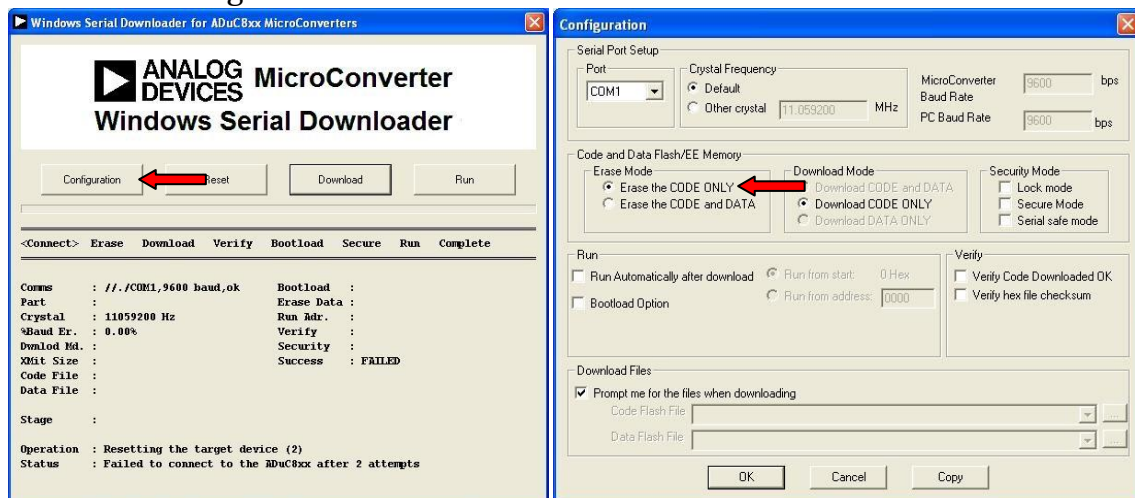 Windows Serial Downloader for ADuC8xx MicroConverters
ANALOG
DEVICES
MicroConverter
Windows Serial Downloader
Configuration
Reset
Download
Run
<Connect> Erase Download Verify Bootload Secure Run Complete
Comms : //./COM1,9600 baud,ok Bootload :
Part : Erase Data :
Crystal : 11059200 Hz Run Adr. :
%Baud Er. : 0.00% Verify :
Dwnlod Md. : Security :
XMit Size : Success : FAILED
Code File :
Data File :
Stage :
Operation : Resetting the target device (2)
Status : Failed to connect to the ADuC8xx after 2 attempts
Configuration
Serial Port Setup
Port
COM1
Crystal Frequency
Default
Other crystal 11.059200 MHz
MicroConverter
Baud Rate
9600 bps
PC Baud Rate 9600 bps
Code and Data Flash/EE Memory
Erase Mode
Erase the CODE ONLY
Erase the CODE and DATA
Download Mode
Download CODE and DATA
Download CODE ONLY
Download DATA ONLY
Security Mode
Lock mode
Secure Mode
Serial safe mode
Run
Run Automatically after download
Bootload Option
Run from start: 0 Hex
Run from address: 0000
Verify
Verify Code Downloaded OK
Verify hex file checksum
Download Files
Prompt me for the files when downloading
Code Flash File ...
Data Flash File ...
OK Cancel Copy